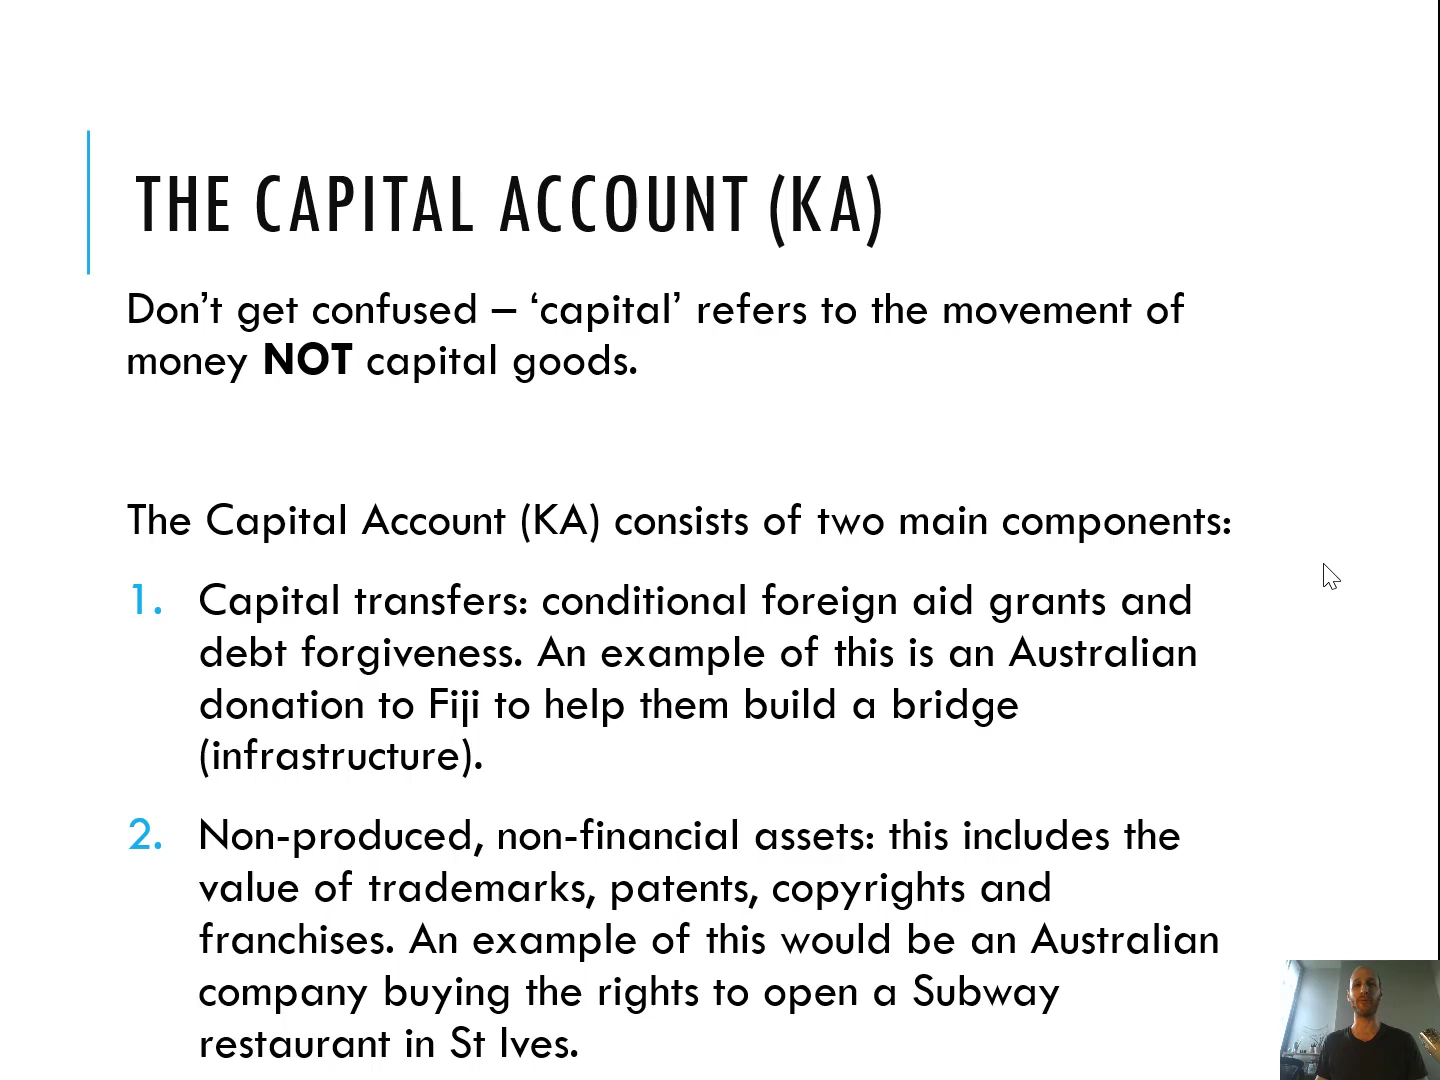 THE CAPITAL ACCOUNT (KA)
Don’t get confused – ‘capital’ refers to the movement of
money NOT capital goods.
The Capital Account (KA) consists of two main components:
1. Capital transfers: conditional foreign aid grants and
debt forgiveness. An example of this is an Australian
donation to Fiji to help them build a bridge
(infrastructure).
2. Non-produced, non-financial assets: this includes the
value of trademarks, patents, copyrights and
franchises. An example of this would be an Australian
company buying the rights to open a Subway
restaurant in St Ives.